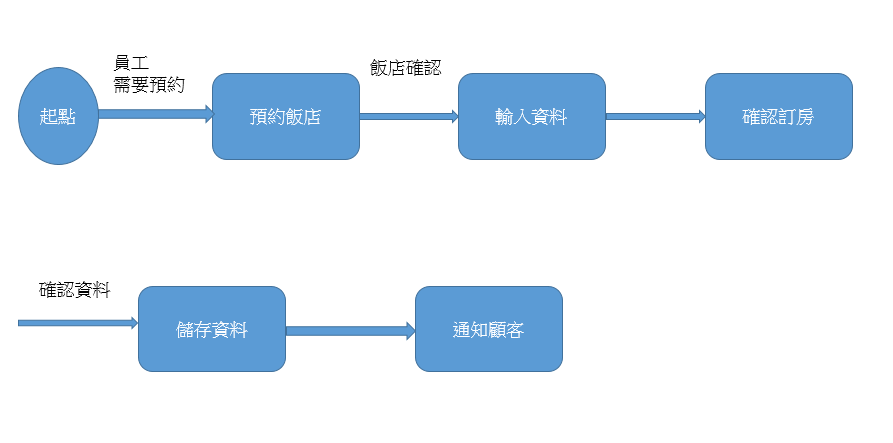 員工
需要預約
飯店確認
起點
預約飯店
輸入資料
確認訂房
確認資料
儲存資料
通知顧客